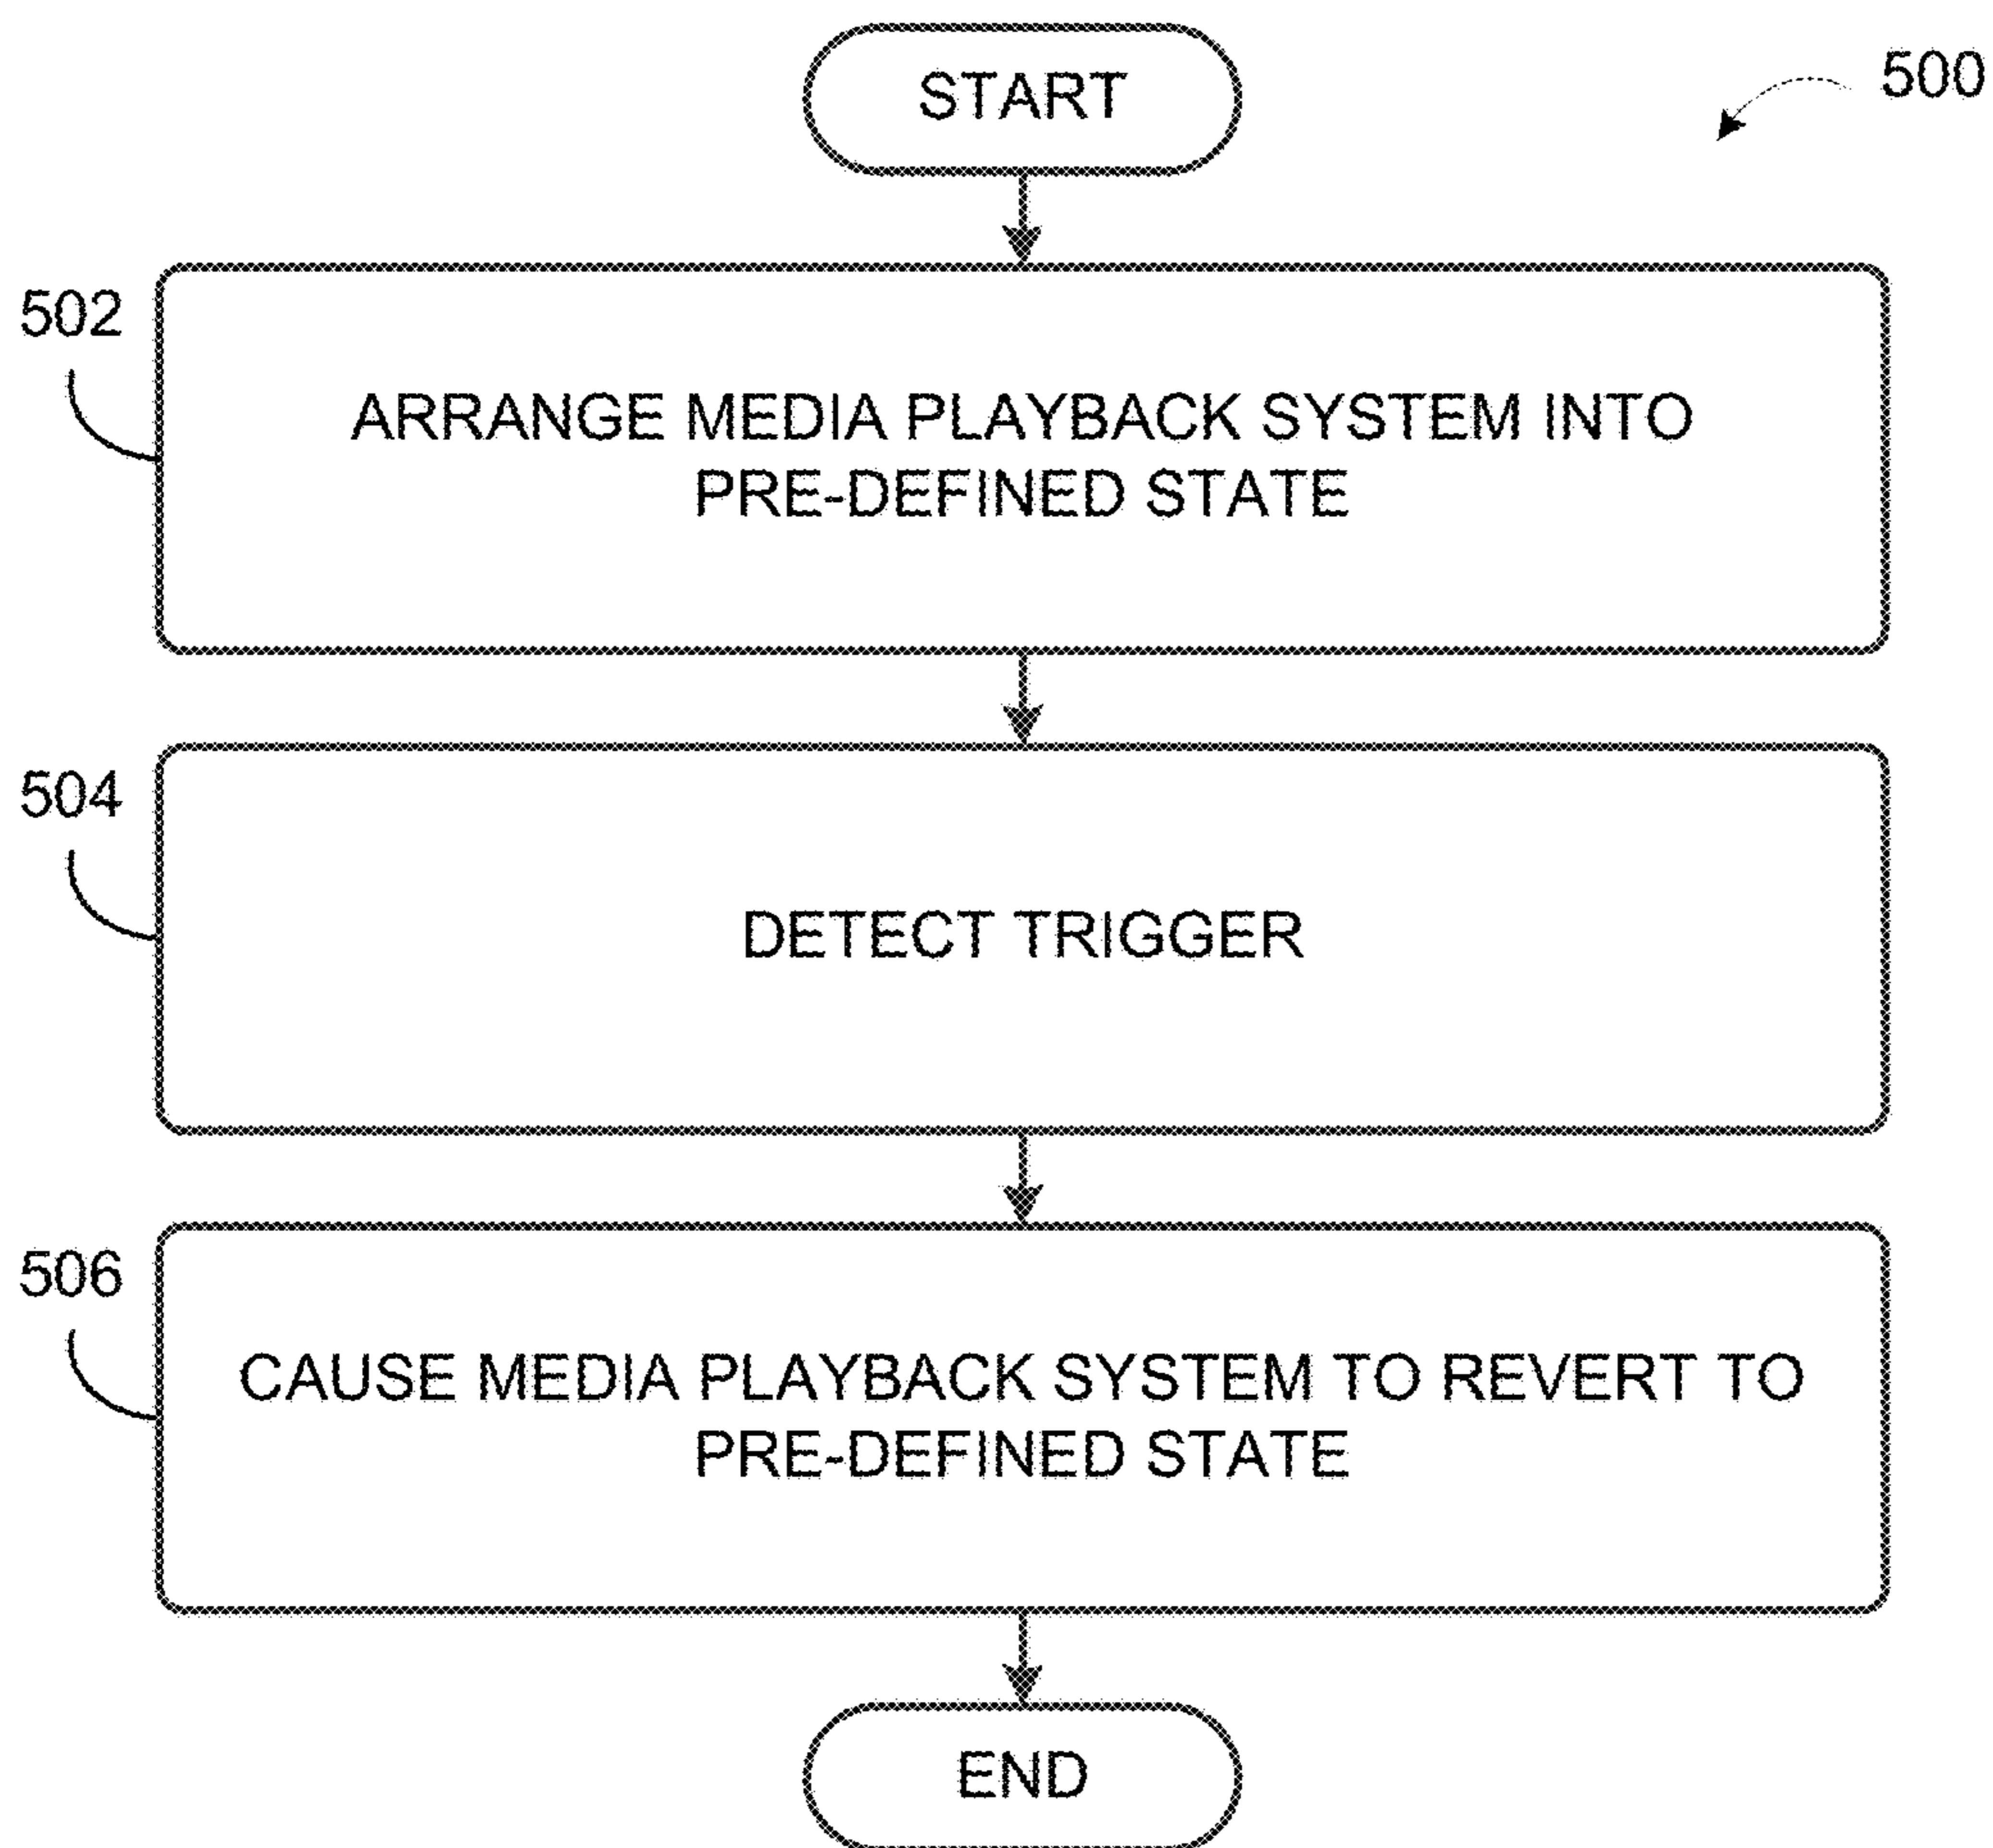 START
500
502
ARRANGE MEDIA PLAYBACK SYSTEM INTO
PRE-DEFINED STATE
504
DETECT TRIGGER
506
CAUSE MEDIA PLAYBACK SYSTEM TO REVERT TO
PRE-DEFINED STATE
END